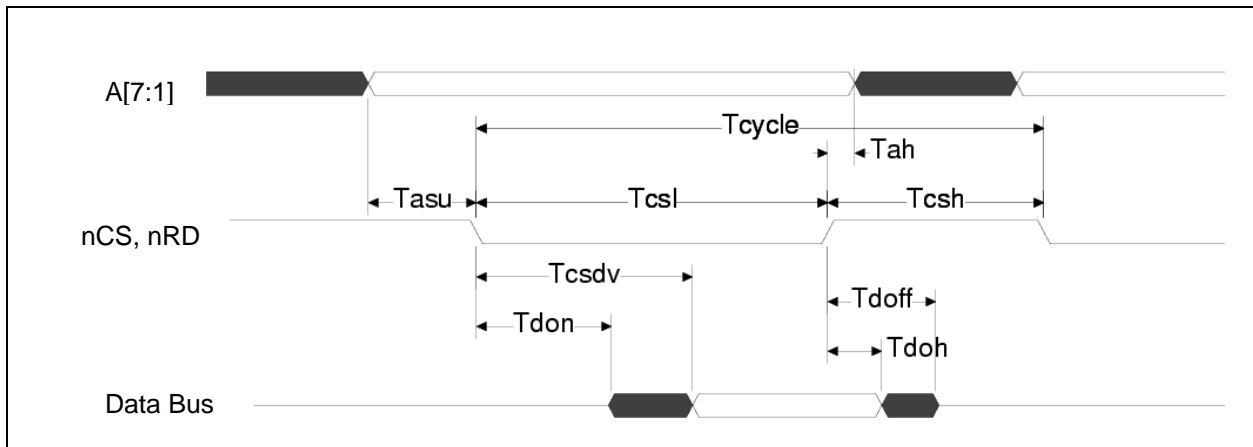 A[7:1]
Tcycle
Tah
Tasu
Tcsl
Tcsh
nCS, nRD
Tcsdv
Tdoff
Tdon
Tdoh
Data Bus